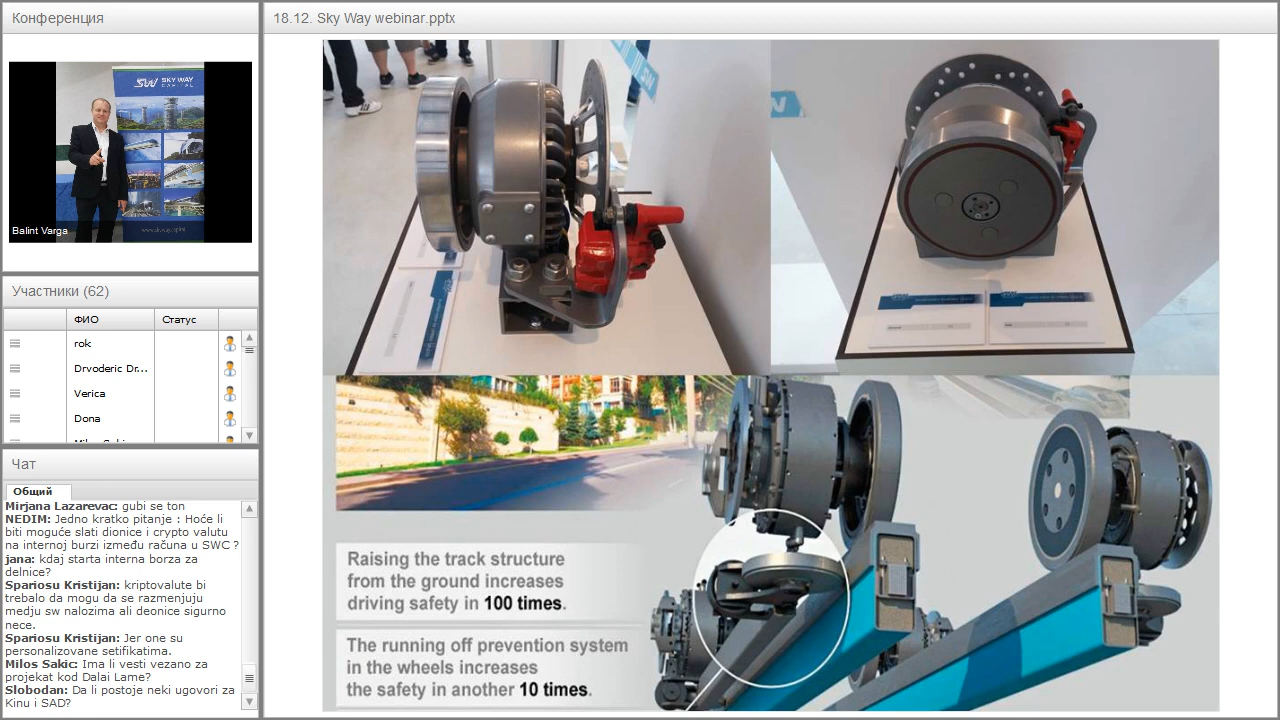 Конференция
SKY WAY
CAPITAL
Balint Varga
Участники (62)
ФИО
Статус
rok
Drvoderic Dr...
Verica
Dona
Чат
Общий
Mirjana Lazarevac: gubi se ton
NEDIM: Jedno kratko pitanje : Hoće li
biti moguće slati dionice i crypto valutu
na internoj burzi između računa u SWC ?
jana: kdaj starta interna borza za
delnice?
Spariosu Kristijan: kriptovalute bi
trebalo da mogu da se razmenjuju
medju sw nalozima ali deonice sigurno
nece.
Spariosu Kristijan: Jer one su
personalizovane setifikatima.
Milos Sakic: Ima li vesti vezano za
projekat kod Dalai Lame?
Slobodan: Da li postoje neki ugovori za
Kinu i SAD?
18.12. Sky Way webinar.pptx
Raising the track structure
from the ground increases
driving safety in 100 times.
The running off prevention system
in the wheels increases
the safety in another 10 times.